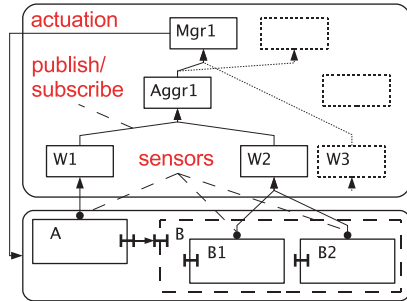 actuation
Mgr1
publish/
subscribe
Aggr1
W1
sensors
W2
W3
A
B
B1
B2